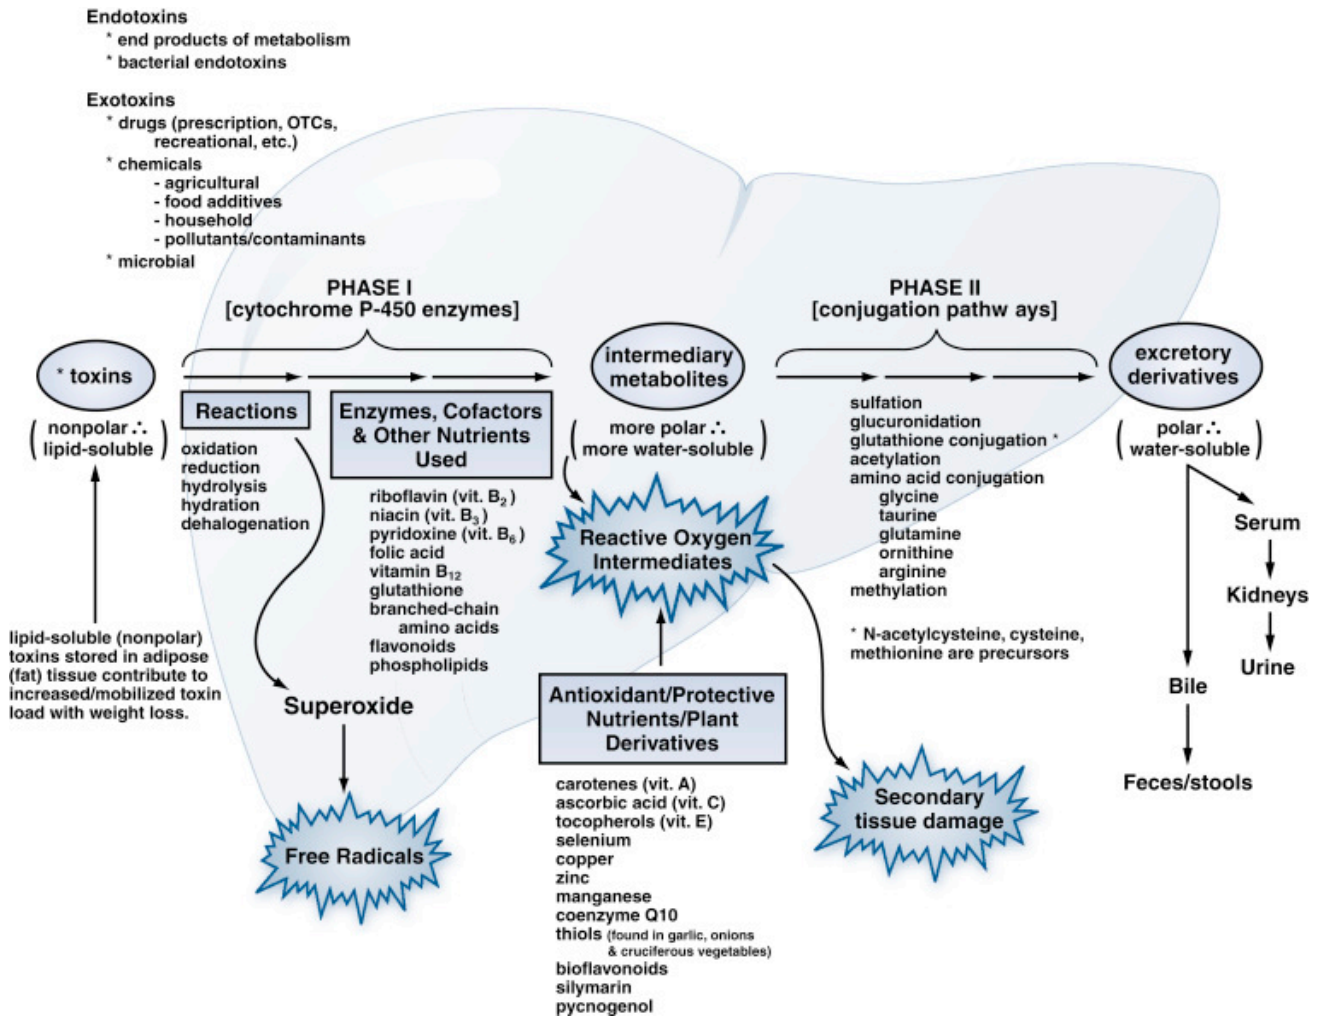 Endotoxins
* end products of metabolism
* bacterial endotoxins
Exotoxins
* drugs (prescription, OTCs,
recreational, etc.)
* chemicals
- agricultural
- food additives
- household
- pollutants/contaminants
* microbial
PHASE I
[cytochrome P-450 enzymes]
PHASE II
[conjugation pathw ays]
* toxins
(nonpolar ∴
lipid-soluble)
Reactions
oxidation
reduction
hydrolysis
hydration
dehalogenation
Enzymes, Cofactors
& Other Nutrients
Used
riboflavin (vit. B₂)
niacin (vit. B₃)
pyridoxine (vit. B₆)
folic acid
vitamin B₁₂
glutathione
branched-chain
amino acids
flavonoids
phospholipids
intermediary
metabolites
(more polar ∴
more water-soluble)
Reactive Oxygen
Intermediates
sulfation
glucuronidation
glutathione conjugation *
acetylation
amino acid conjugation
glycine
taurine
glutamine
ornithine
arginine
methylation
* N-acetylcysteine, cysteine,
methionine are precursors
excretory
derivatives
(polar ∴
water-soluble)
Serum
Kidneys
Urine
Bile
Feces/stools
lipid-soluble (nonpolar)
toxins stored in adipose
(fat) tissue contribute to
increased/mobilized toxin
load with weight loss.
Superoxide
Free Radicals
Antioxidant/Protective
Nutrients/Plant
Derivatives
carotenes (vit. A)
ascorbic acid (vit. C)
tocopherols (vit. E)
selenium
copper
zinc
manganese
coenzyme Q10
thiols (found in garlic, onions
& cruciferous vegetables)
bioflavonoids
silymarin
pycnogenol
Secondary
tissue damage